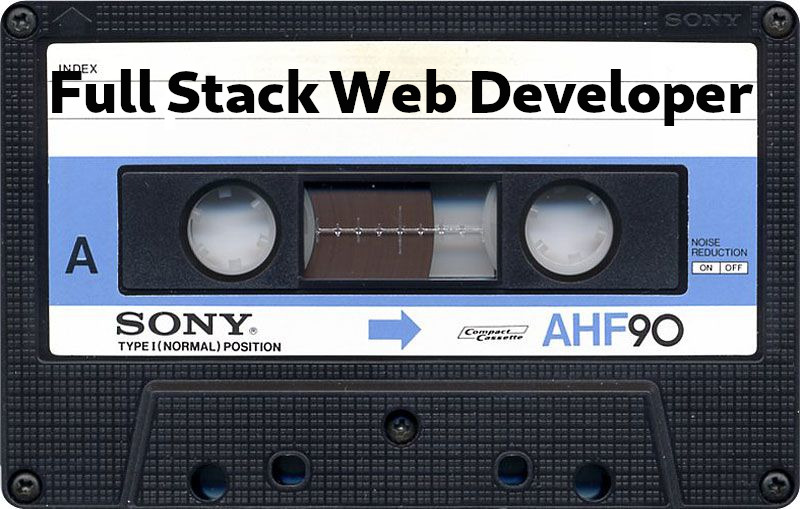 SONY
INDEX
Full Stack Web Developer
A
NOISE
REDUCTION
ON OFF
SONY®
TYPE I (NORMAL) POSITION
Compact
Cassette
AHF90